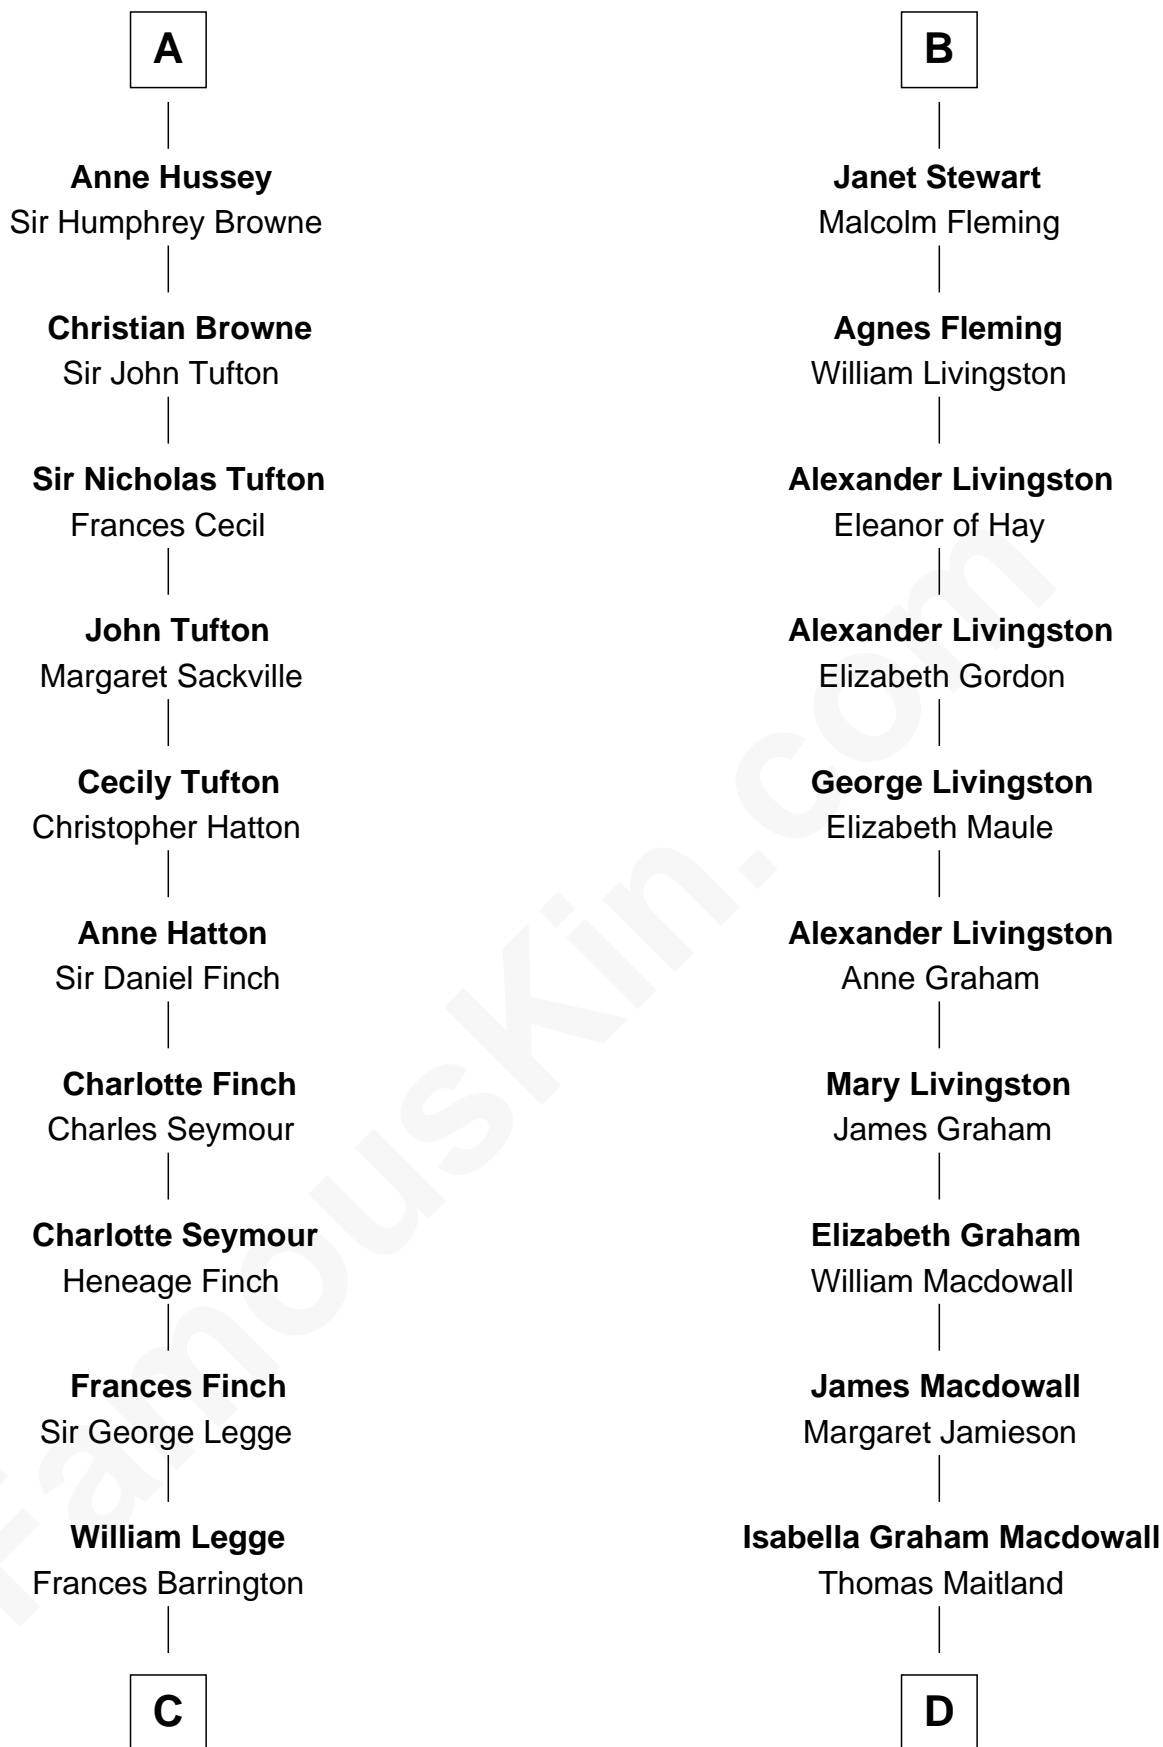 A
Anne Hussey
Sir Humphrey Browne
Christian Browne
Sir John Tufton
Sir Nicholas Tufton
Frances Cecil
John Tufton
Margaret Sackville
Cecily Tufton
Christopher Hatton
Anne Hatton
Sir Daniel Finch
Charlotte Finch
Charles Seymour
Charlotte Seymour
Heneage Finch
Frances Finch
Sir George Legge
William Legge
Frances Barrington
C
B
Janet Stewart
Malcolm Fleming
Agnes Fleming
William Livingston
Alexander Livingston
Eleanor of Hay
Alexander Livingston
Elizabeth Gordon
George Livingston
Elizabeth Maule
Alexander Livingston
Anne Graham
Mary Livingston
James Graham
Elizabeth Graham
William Macdowall
James Macdowall
Margaret Jamieson
Isabella Graham Macdowall
Thomas Maitland
D
FamousKin.com